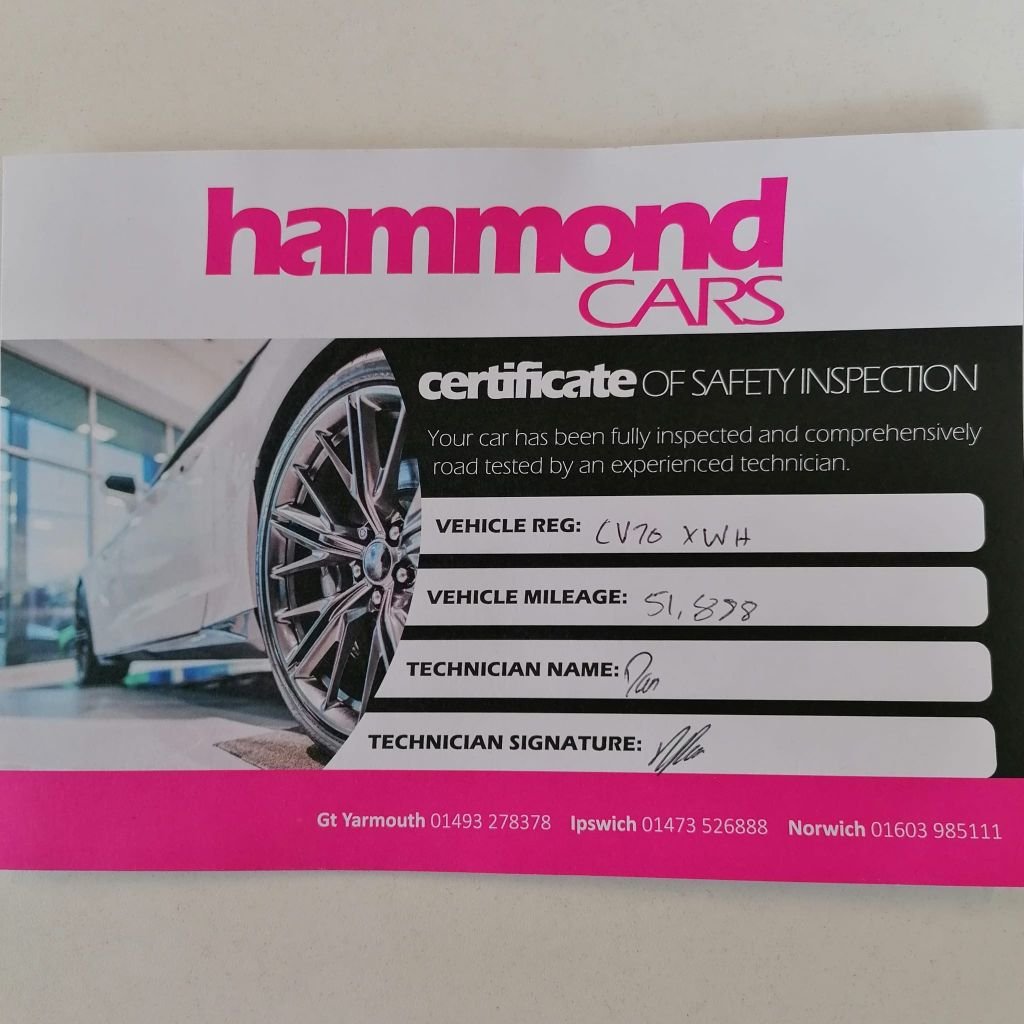 hammond
CARS
certificate OF SAFETY INSPECTION
Your car has been fully inspected and comprehensively
road tested by an experienced technician.
VEHICLE REG: CV70 XWH
VEHICLE MILEAGE: 51,898
TECHNICIAN NAME: Dan
TECHNICIAN SIGNATURE:
Gt Yarmouth 01493 278378 Ipswich 01473 526888 Norwich 01603 985111